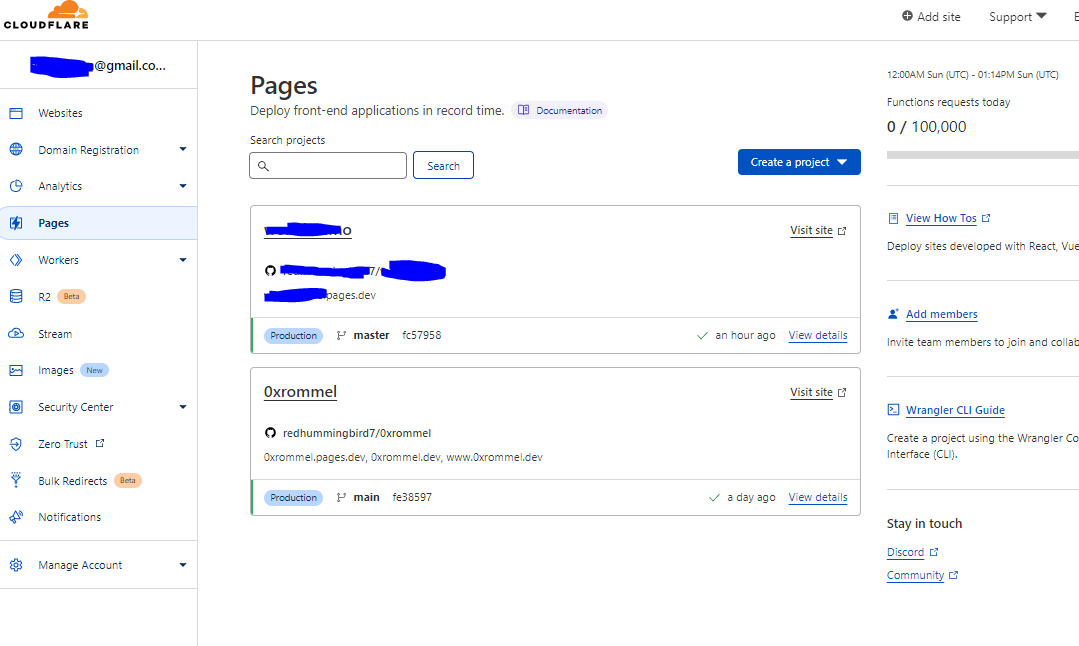 CLOUDFLARE
Add site
Support
@gmail.co...
Websites
Domain Registration
Analytics
Pages
Workers
R2 Beta
Stream
Images New
Security Center
Zero Trust
Bulk Redirects Beta
Notifications
Manage Account
Pages
Deploy front-end applications in record time. Documentation
Search projects
Search
Create a project
Visit site
.pages.dev
Production master fc57958 an hour ago View details
0xrommel Visit site
redhummingbird7/0xrommel
0xrommel.pages.dev, 0xrommel.dev, www.0xrommel.dev
Production main fe38597 a day ago View details
12:00AM Sun (UTC) - 01:14PM Sun (UTC)
Functions requests today
0 / 100,000
View How Tos
Deploy sites developed with React, Vue
Add members
Invite team members to join and collab
Wrangler CLI Guide
Create a project using the Wrangler Co
Interface (CLI).
Stay in touch
Discord
Community